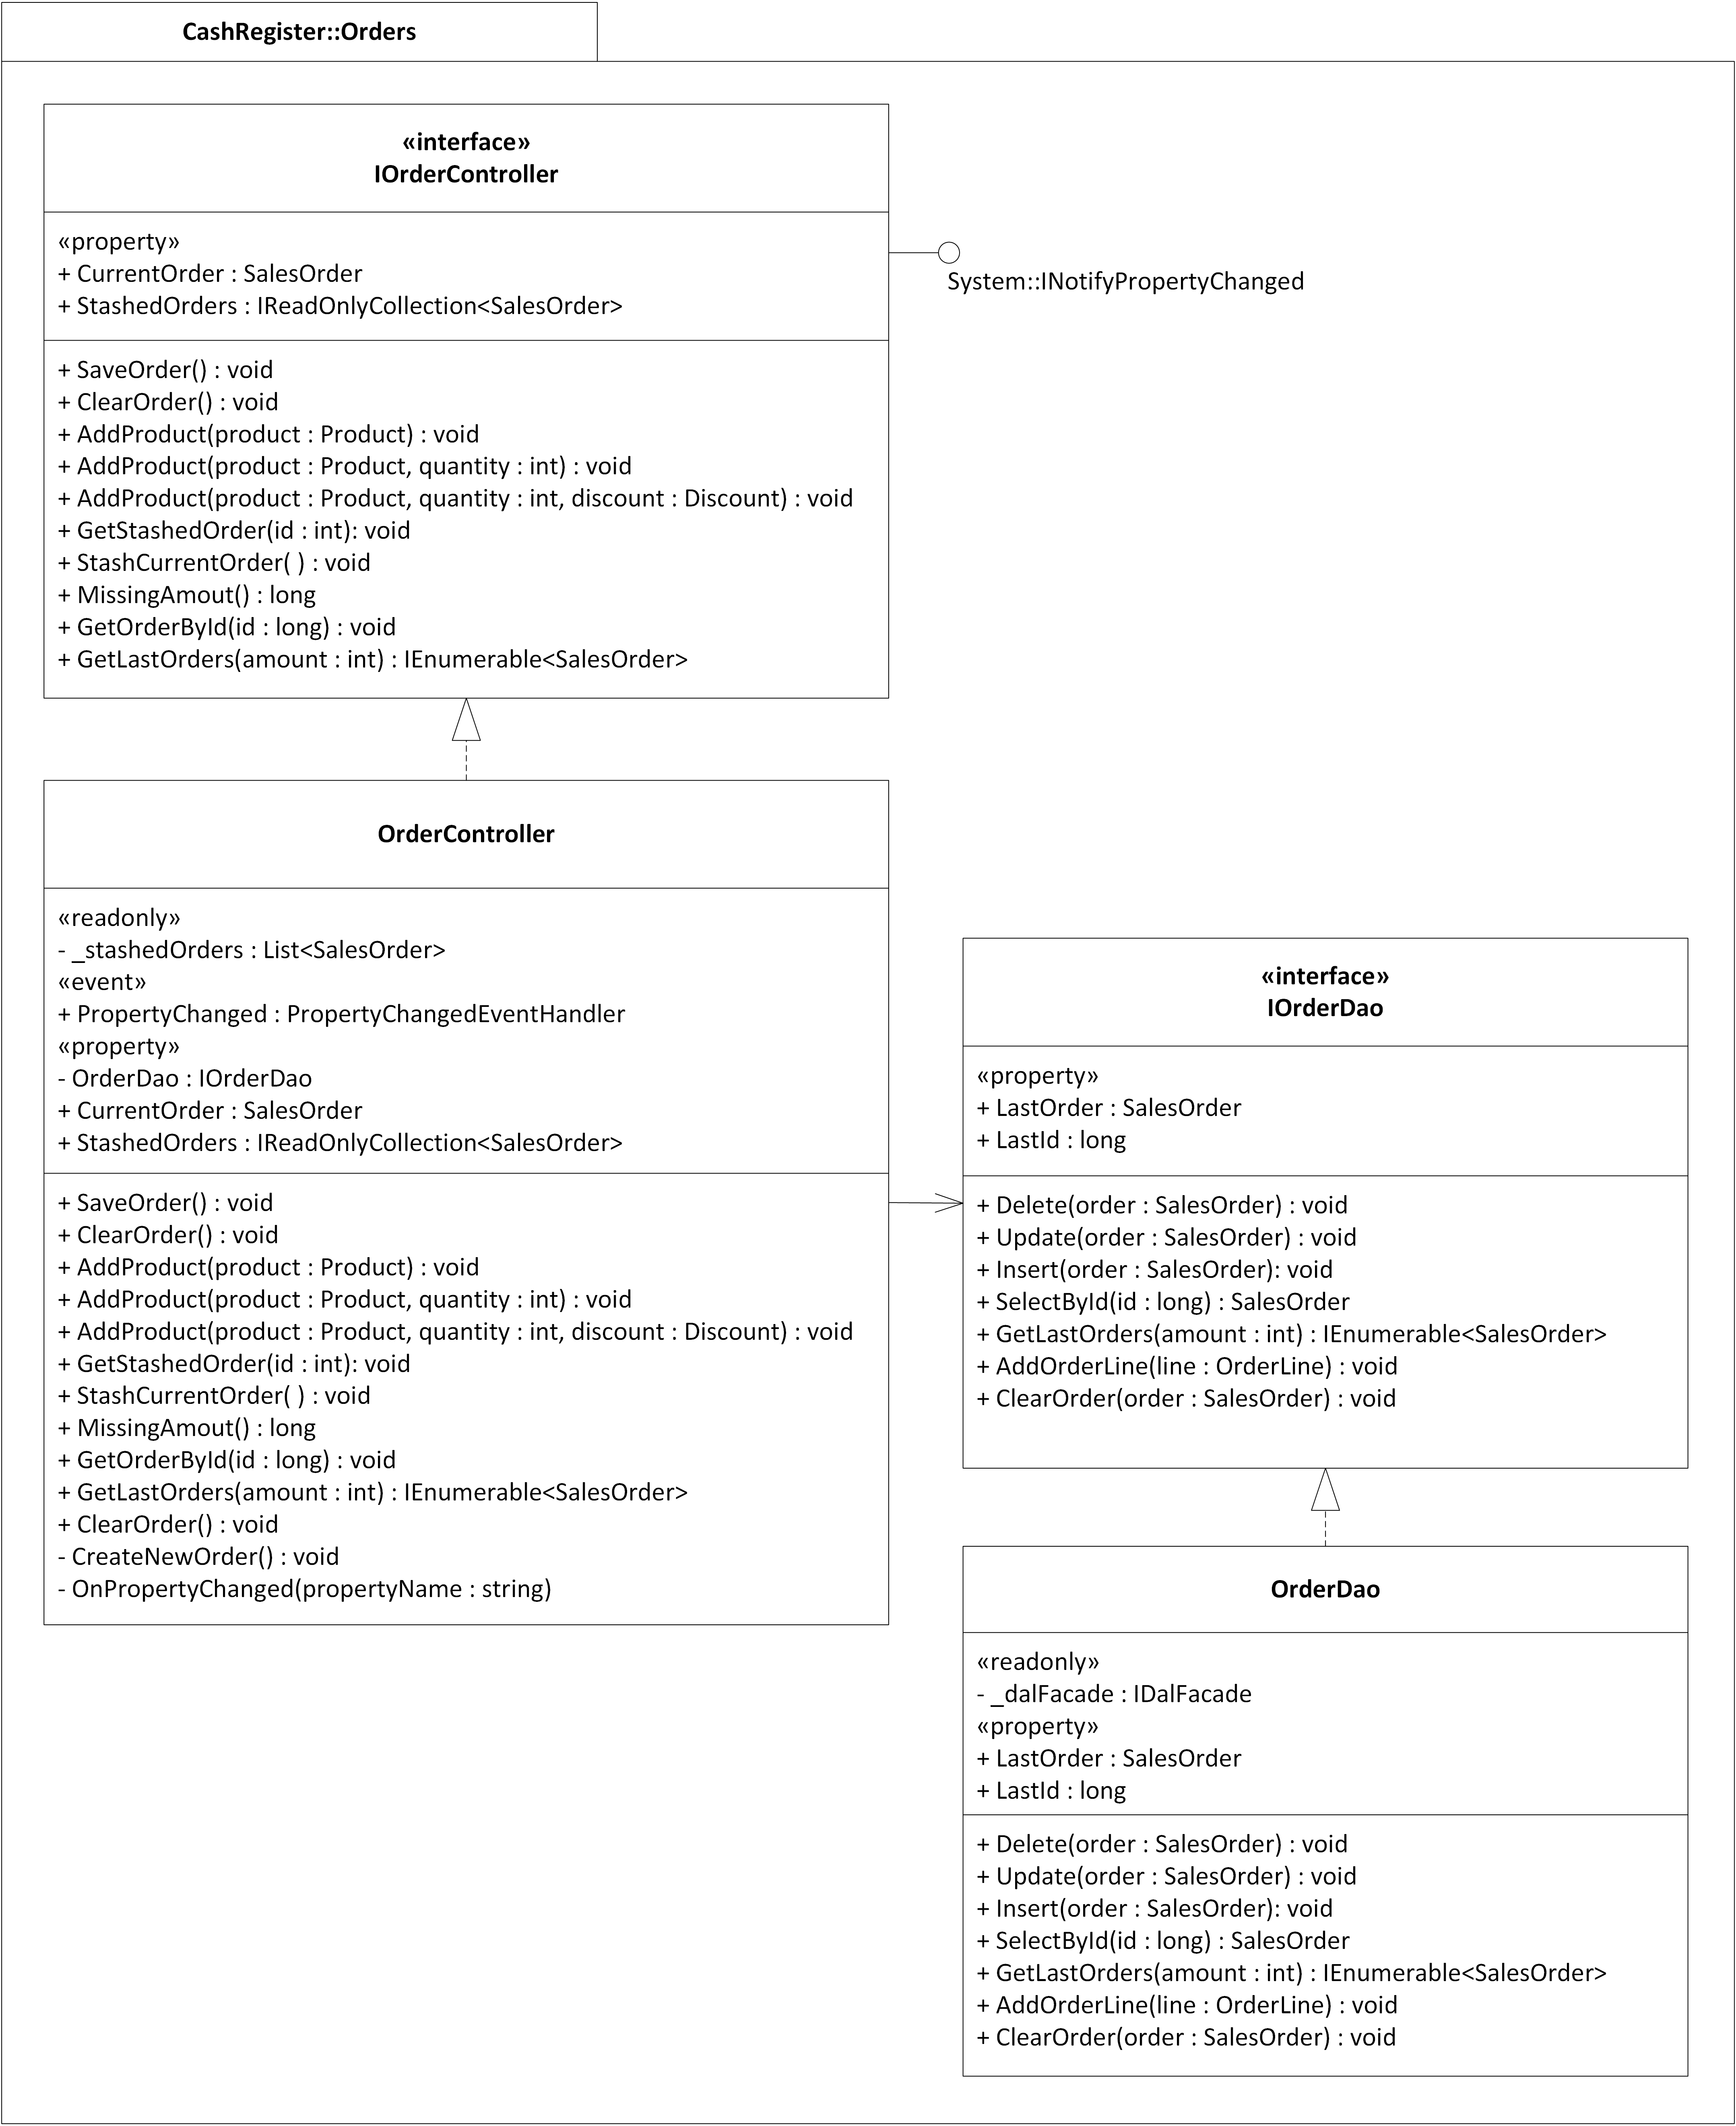 CashRegister::Orders
«interface»
IOrderController
«property»
+ CurrentOrder : SalesOrder
+ StashedOrders : IReadOnlyCollection<SalesOrder>
System::INotifyPropertyChanged
+ SaveOrder() : void
+ ClearOrder() : void
+ AddProduct(product : Product) : void
+ AddProduct(product : Product, quantity : int) : void
+ AddProduct(product : Product, quantity : int, discount : Discount) : void
+ GetStashedOrder(id : int): void
+ StashCurrentOrder( ) : void
+ MissingAmout() : long
+ GetOrderById(id : long) : void
+ GetLastOrders(amount : int) : IEnumerable<SalesOrder>
OrderController
«readonly»
- _stashedOrders : List<SalesOrder>
«event»
+ PropertyChanged : PropertyChangedEventHandler
«property»
- OrderDao : IOrderDao
+ CurrentOrder : SalesOrder
+ StashedOrders : IReadOnlyCollection<SalesOrder>
+ SaveOrder() : void
+ ClearOrder() : void
+ AddProduct(product : Product) : void
+ AddProduct(product : Product, quantity : int) : void
+ AddProduct(product : Product, quantity : int, discount : Discount) : void
+ GetStashedOrder(id : int): void
+ StashCurrentOrder( ) : void
+ MissingAmout() : long
+ GetOrderById(id : long) : void
+ GetLastOrders(amount : int) : IEnumerable<SalesOrder>
+ ClearOrder() : void
- CreateNewOrder() : void
- OnPropertyChanged(propertyName : string)
«interface»
IOrderDao
«property»
+ LastOrder : SalesOrder
+ LastId : long
+ Delete(order : SalesOrder) : void
+ Update(order : SalesOrder) : void
+ Insert(order : SalesOrder): void
+ SelectById(id : long) : SalesOrder
+ GetLastOrders(amount : int) : IEnumerable<SalesOrder>
+ AddOrderLine(line : OrderLine) : void
+ ClearOrder(order : SalesOrder) : void
OrderDao
«readonly»
- _dalFacade : IDalFacade
«property»
+ LastOrder : SalesOrder
+ LastId : long
+ Delete(order : SalesOrder) : void
+ Update(order : SalesOrder) : void
+ Insert(order : SalesOrder): void
+ SelectById(id : long) : SalesOrder
+ GetLastOrders(amount : int) : IEnumerable<SalesOrder>
+ AddOrderLine(line : OrderLine) : void
+ ClearOrder(order : SalesOrder) : void